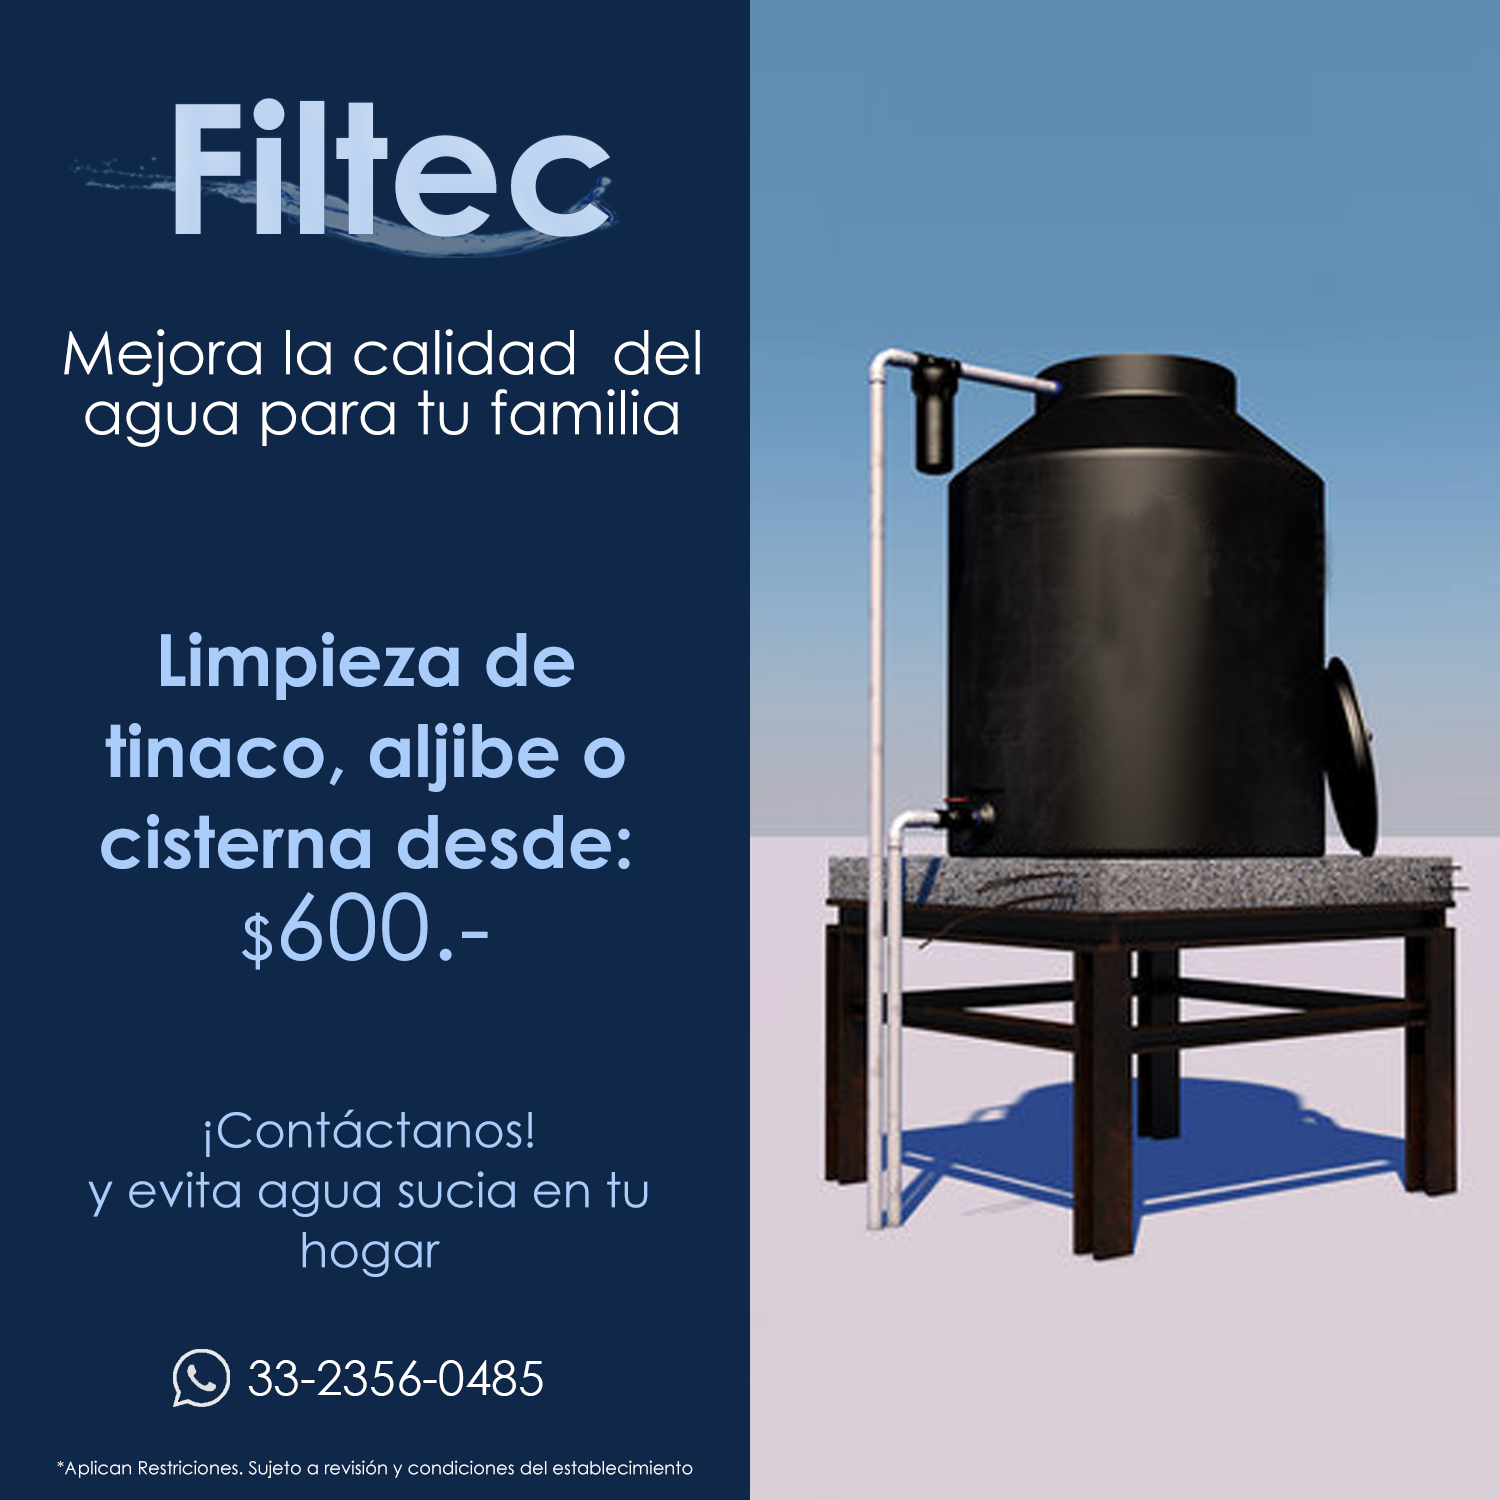 Filtec
Mejora la calidad  del
agua para tu familia
Limpieza de
tinaco, aljibe o
cisterna desde:
$600.-
¡Contáctanos!
y evita agua sucia en tu
hogar
33-2356-0485
*Aplican Restriciones. Sujeto a revisión y condiciones del establecimiento